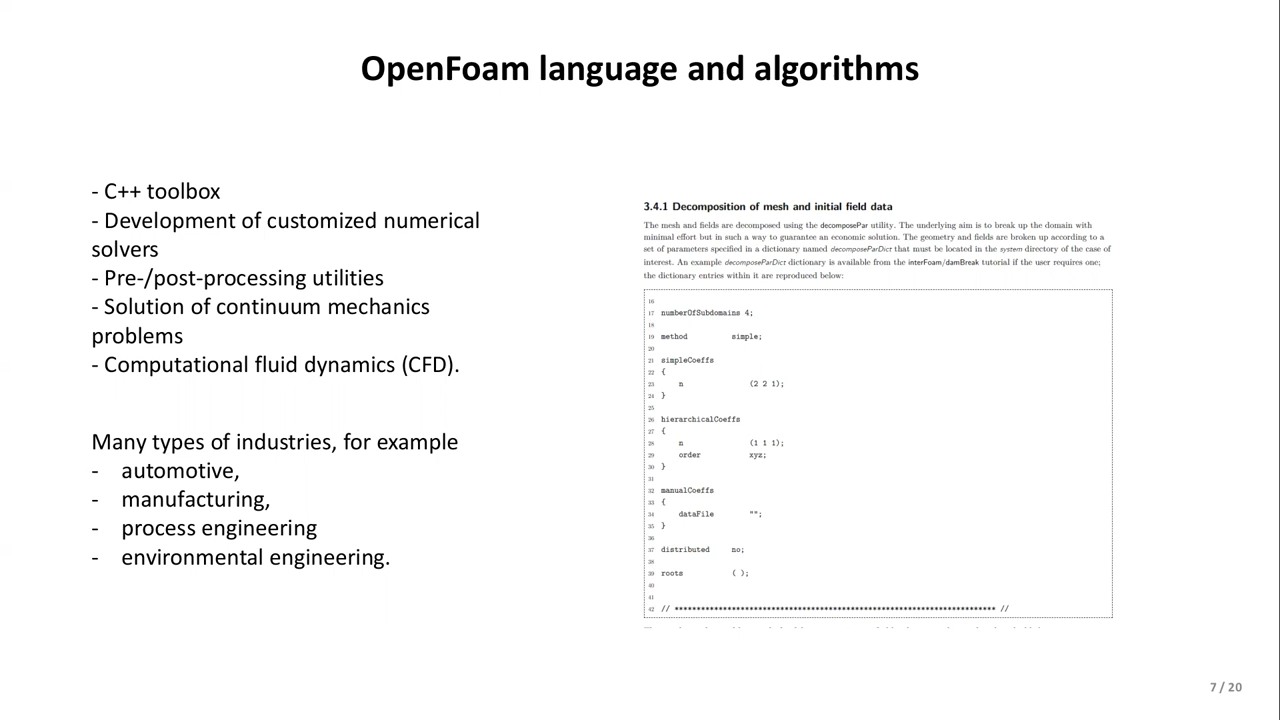 OpenFoam language and algorithms
- C++ toolbox
- Development of customized numerical
solvers
- Pre-/post-processing utilities
- Solution of continuum mechanics
problems
- Computational fluid dynamics (CFD).
Many types of industries, for example
- automotive,
- manufacturing,
- process engineering
- environmental engineering.
3.4.1 Decomposition of mesh and initial field data
The mesh and fields are decomposed using the decomposePar utility. The underlying aim is to break up the domain with
minimal effort but in such a way to guarantee an economic solution. The geometry and fields are broken up according to a
set of parameters specified in a dictionary named decomposeParDict that must be located in the system directory of the case of
interest. An example decomposeParDict dictionary is available from the interFoam/damBreak tutorial if the user requires one;
the dictionary entries within it are reproduced below:
16
17 numberOfSubdomains 4;
18
19 method simple;
20
21 simpleCoeffs
22 {
23 n (2 2 1);
24 }
25
26 hierarchicalCoeffs
27 {
28 n (1 1 1);
29 order xyz;
30 }
31
32 manualCoeffs
33 {
34 dataFile "";
35 }
36
37 distributed no;
38
39 roots ( );
40
41
42 // ************************************************************************* //
7 / 20